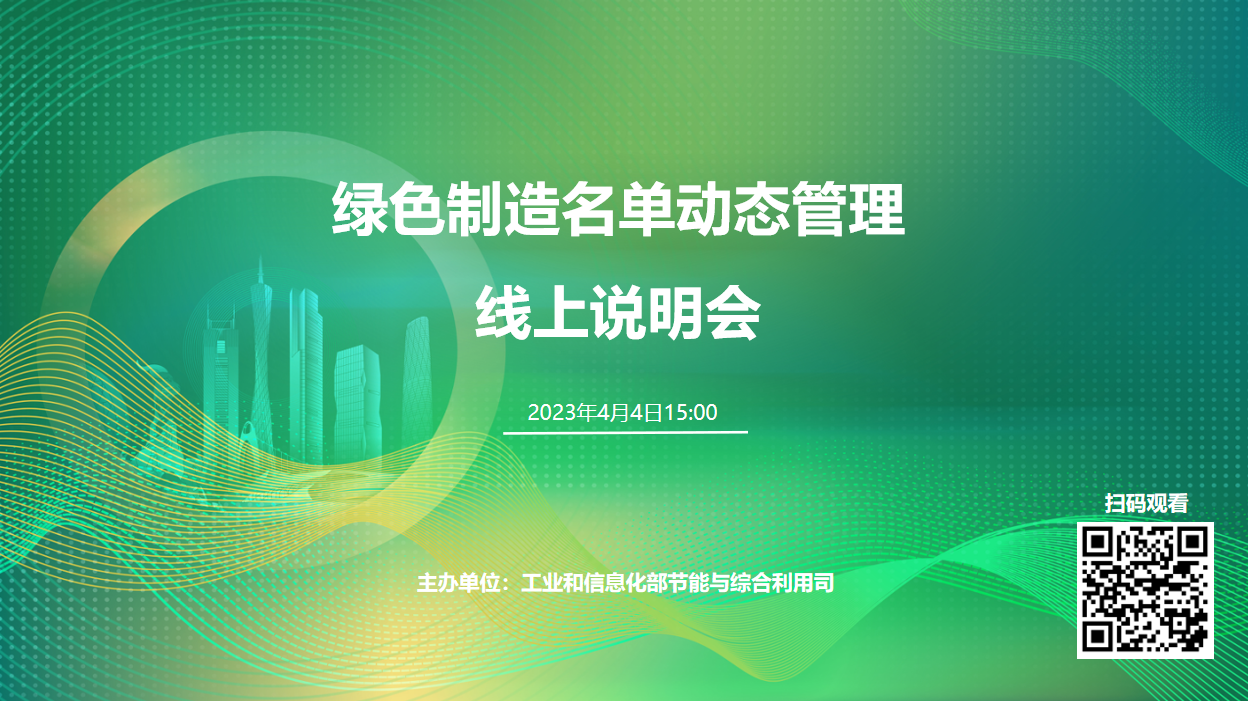 绿色制造名单动态管理
线上说明会
2023年4月4日15:00
扫码观看
主办单位：工业和信息化部节能与综合利用司